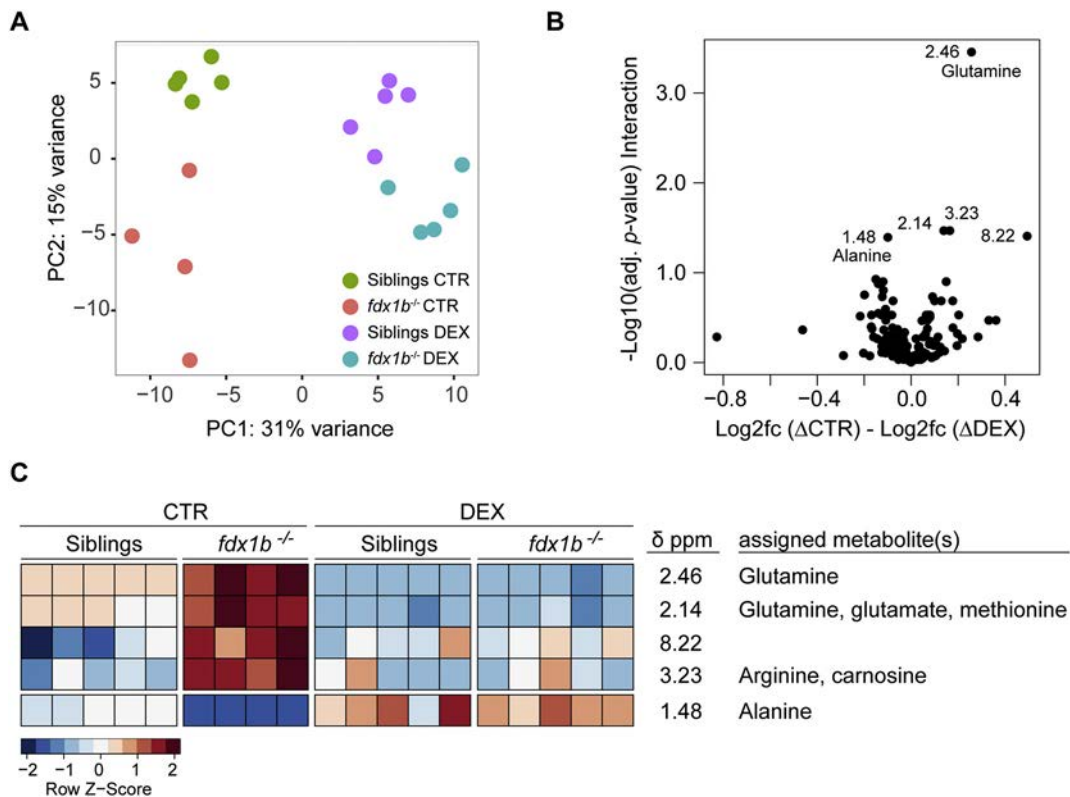 A
PC2: 15% variance
5
0
−5
−10
−10
−5
0
5
10
PC1: 31% variance
Siblings CTR
fdx1b-/- CTR
Siblings DEX
fdx1b-/- DEX
B
-Log10(adj. p-value) Interaction
3.0
2.0
1.0
0.0
2.46
Glutamine
2.14
3.23
1.48
Alanine
8.22
−0.8
−0.4
0.0
0.4
Log2fc (ΔCTR) - Log2fc (ΔDEX)
C
CTR
DEX
Siblings
fdx1b -/-
Siblings
fdx1b -/-
δ ppm
assigned metabolite(s)
2.46 Glutamine
2.14 Glutamine, glutamate, methionine
8.22
3.23 Arginine, carnosine
1.48 Alanine
−2 −1 0 1 2
Row Z−Score